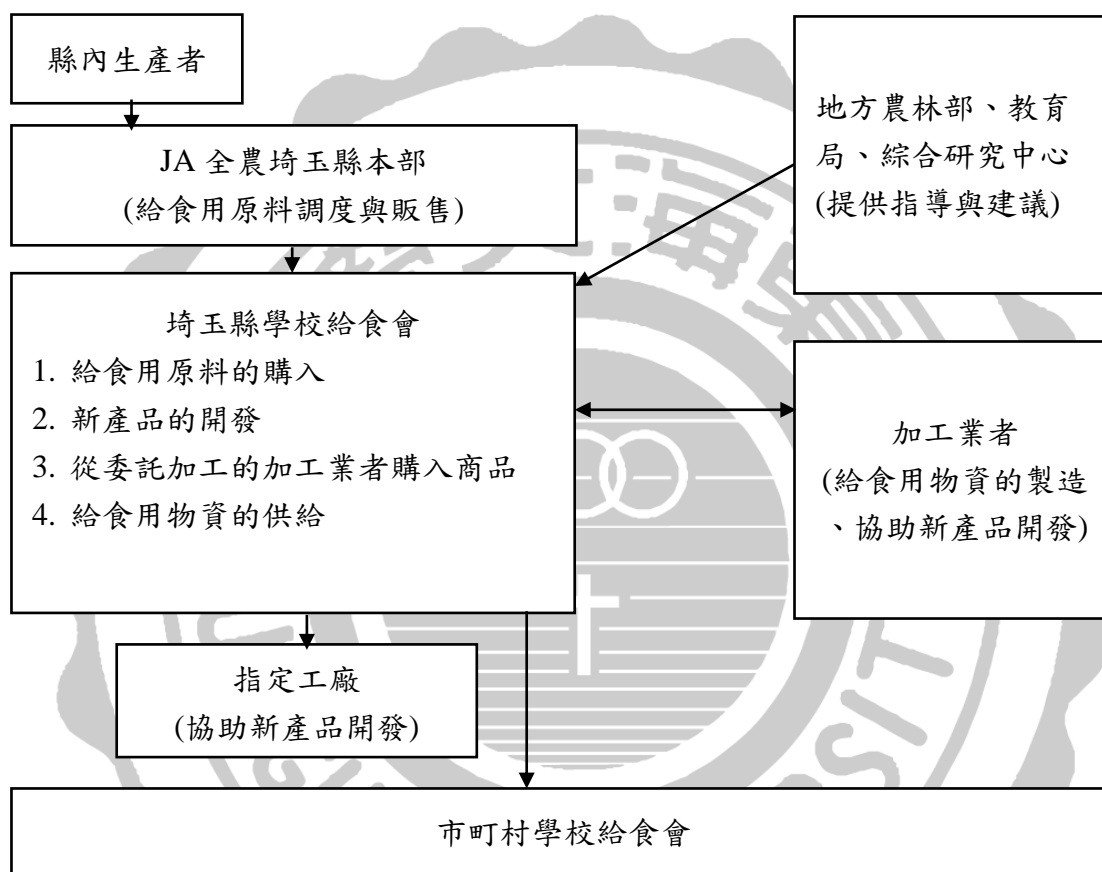 縣內生產者
JA 全農埼玉縣本部
(給食用原料調度與販售)
地方農林部、教育
局、綜合研究中心
(提供指導與建議)
埼玉縣學校給食會
1. 給食用原料的購入
2. 新產品的開發
3. 從委託加工的加工業者購入商品
4. 給食用物資的供給
加工業者
(給食用物資的製造
、協助新產品開發)
指定工廠
(協助新產品開發)
市町村學校給食會